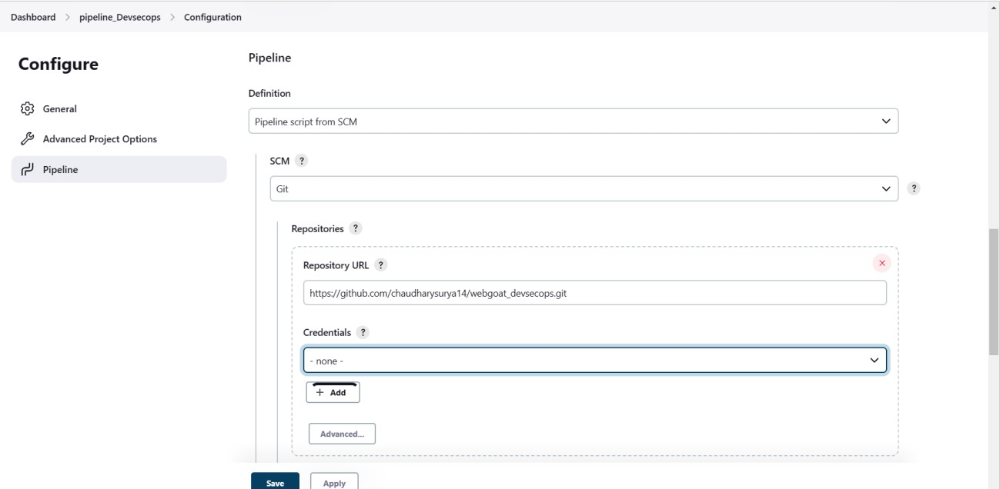 Dashboard > pipeline_Devsecops > Configuration
Configure
General
Advanced Project Options
Pipeline
Pipeline
Definition
Pipeline script from SCM
SCM ?
Git
?
Repositories ?
Repository URL ?
https://github.com/chaudharysurya14/webgoat_devsecops.git
Credentials ?
- none -
+ Add
Advanced...
Save
Apply